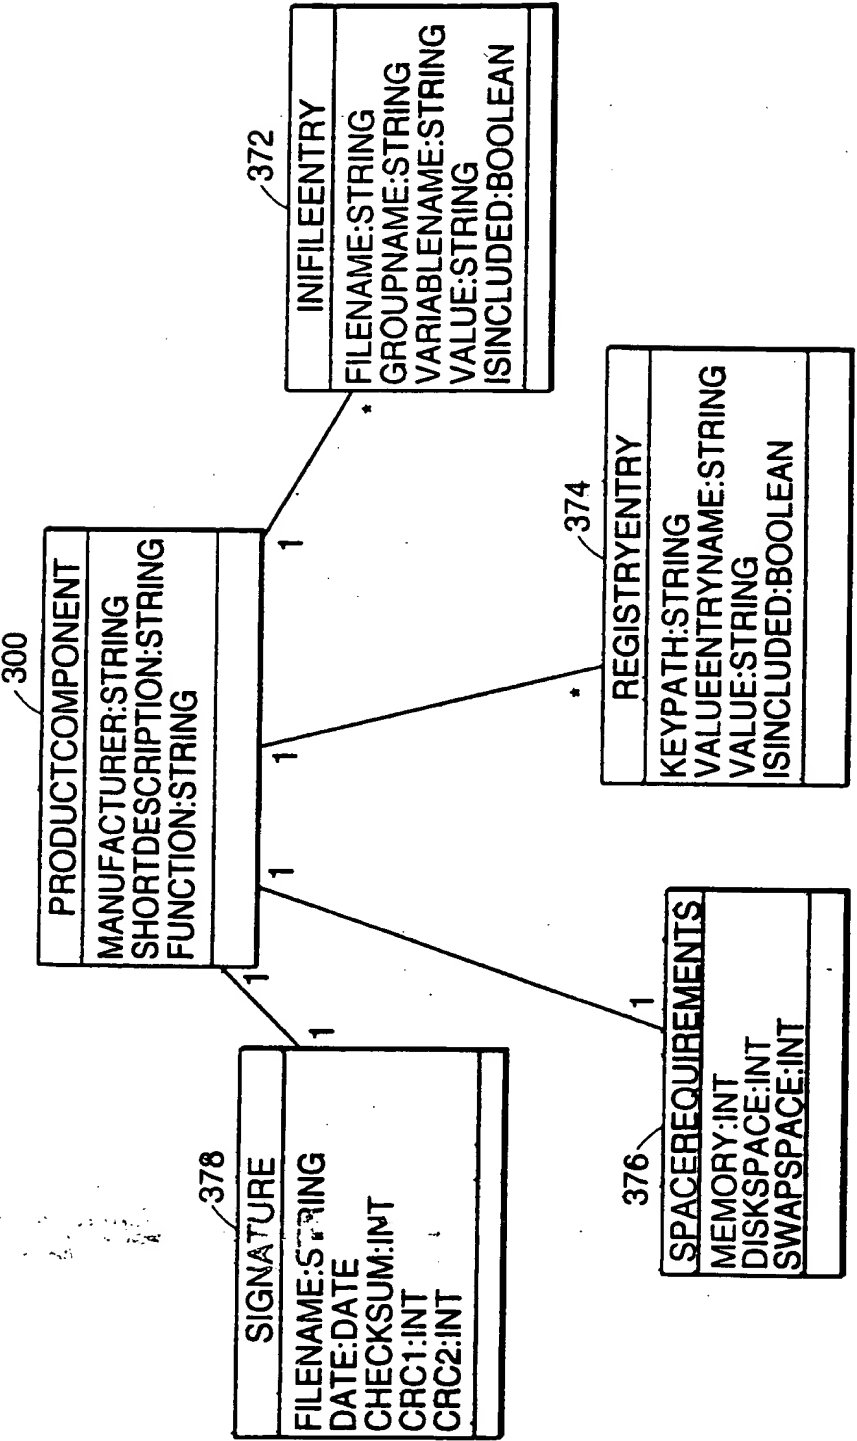 300
PRODUCTCOMPONENT
MANUFACTURER:STRING
SHORTDESCRIPTION:STRING
FUNCTION:STRING
1
1
1
1
378
SIGNATURE
FILENAME:STRING
DATE:DATE
CHECKSUM:INT
CRC1:INT
CRC2:INT
1
372
INIFILEENTRY
FILENAME:STRING
GROUPNAME:STRING
VARIABLENAME:STRING
VALUE:STRING
ISINCLUDED:BOOLEAN
*
376
SPACEREQUIREMENTS
MEMORY:INT
DISKSPACE:INT
SWAPSPACE:INT
1
374
REGISTRYENTRY
KEYPATH:STRING
VALUEENTRYNAME:STRING
VALUE:STRING
ISINCLUDED:BOOLEAN
*